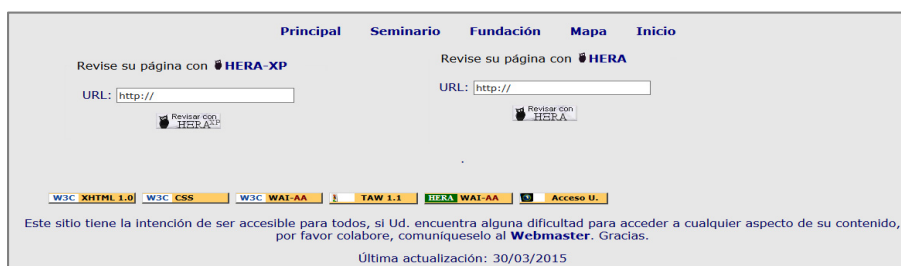 Principal Seminario Fundación Mapa Inicio
Revise su página con HERA-XP
URL: http://
Revisar con
HERA XP
Revise su página con HERA
URL: http://
Revisar con
HERA
W3C XHTML 1.0 W3C CSS W3C WAI-AA TAW 1.1 HERA WAI-AA Acceso U.
Este sitio tiene la intención de ser accesible para todos, si Ud. encuentra alguna dificultad para acceder a cualquier aspecto de su contenido,
por favor colabore, comuníqueselo al Webmaster. Gracias.
Última actualización: 30/03/2015